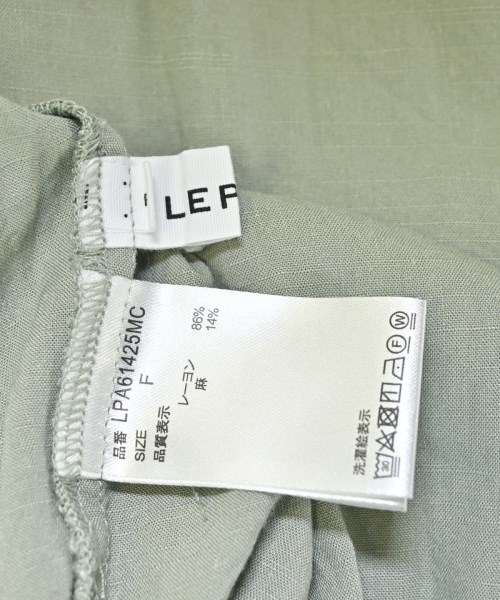 LE P
品番 LPA61425MC
SIZE F
品質表示
レーヨン 86%
麻 14%
洗濯絵表示
30 F W